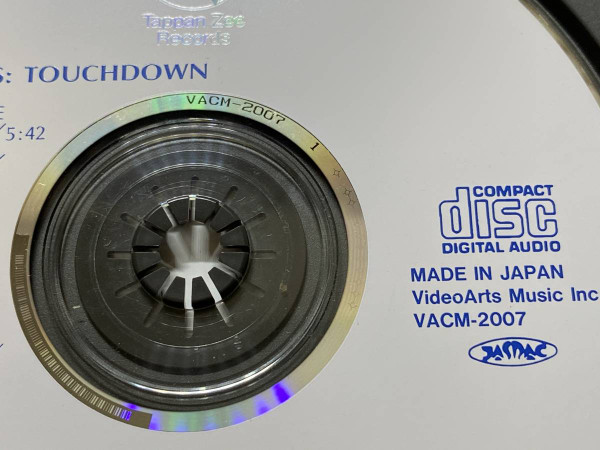 Tappan Zee
Records
S: TOUCHDOWN
E
5:42
VACM-2007 1
COMPACT
disc
DIGITAL AUDIO
MADE IN JAPAN
VideoArts Music Inc
VACM-2007
JASRAC